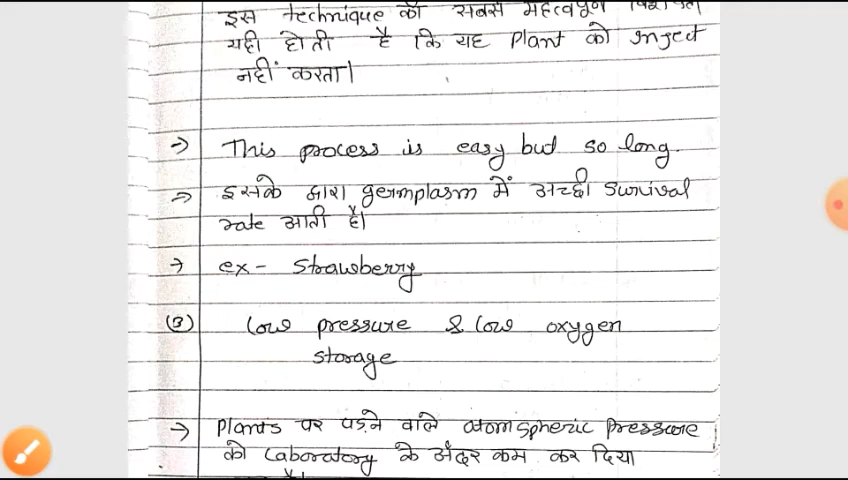 इस technique की सबसे महत्वपूर्ण
यही होती है कि यह Plant को Inject
नहीं करता।
→ This process is easy but so long.
→ इसके द्वारा germplasm में अच्छी survival
rate आती है।
→ ex- Strawberry
(3) Low pressure & low oxygen
storage
→ Plants पर पड़ने वाले atomspheric pressure
को Laboratory के अंदर कम कर दिया